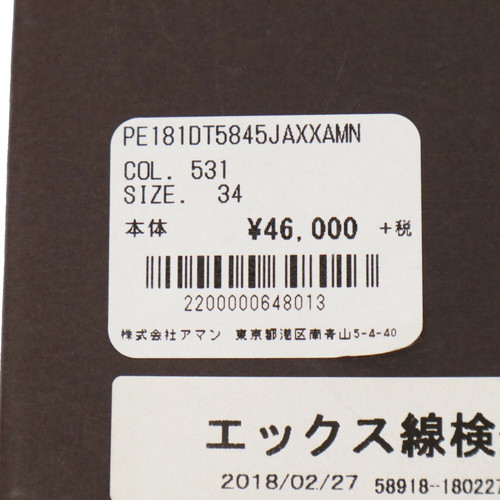 PE181DT5845JAXXAMN
COL. 531
SIZE. 34
本体 ¥46,000 +税
2200000648013
株式会社アマン 東京都港区南青山5-4-40
エックス線検
2018/02/27 58918--180227